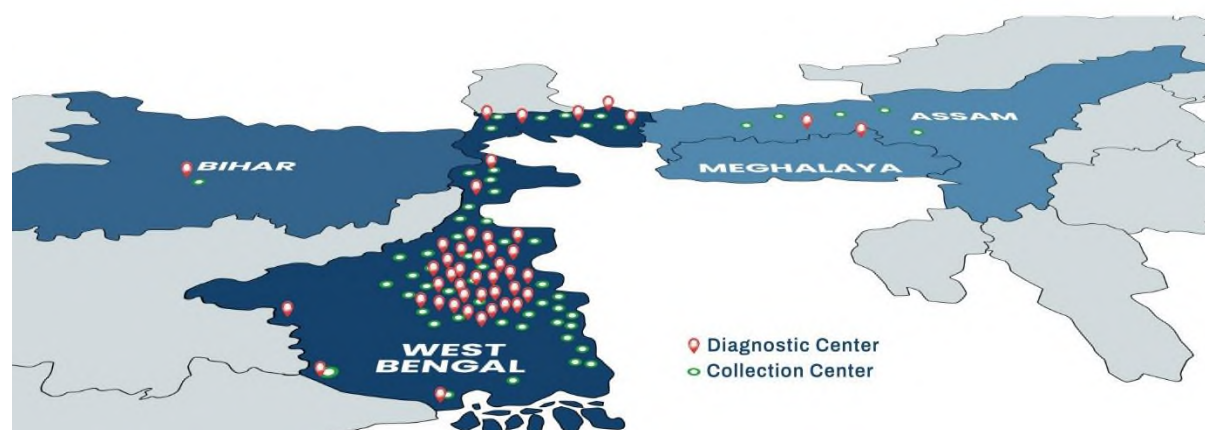 BIHAR
ASSAM
MEGHALAYA
WEST
BENGAL
Diagnostic Center
Collection Center